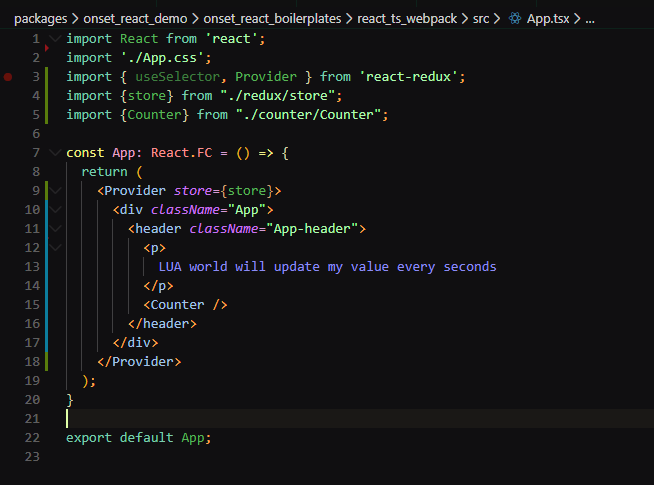 packages > onset_react_demo > onset_react_boilerplates > react_ts_webpack > src > App.tsx > ...
1 import React from 'react';
2 import './App.css';
3 import { useSelector, Provider } from 'react-redux';
4 import {store} from "./redux/store";
5 import {Counter} from "./counter/Counter";
6
7 const App: React.FC = () => {
8   return (
9     <Provider store={store}>
10       <div className="App">
11         <header className="App-header">
12           <p>
13             LUA world will update my value every seconds
14           </p>
15           <Counter />
16         </header>
17       </div>
18     </Provider>
19   );
20 }
21
22 export default App;
23